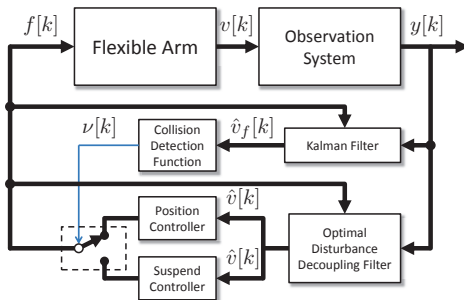 f[k]
Flexible Arm
v[k]
Observation
System
y[k]
ν[k]
Collision
Detection
Function
v̂_f[k]
Kalman Filter
v̂[k]
Position
Controller
Optimal
Disturbance
Decoupling Filter
v̂[k]
Suspend
Controller